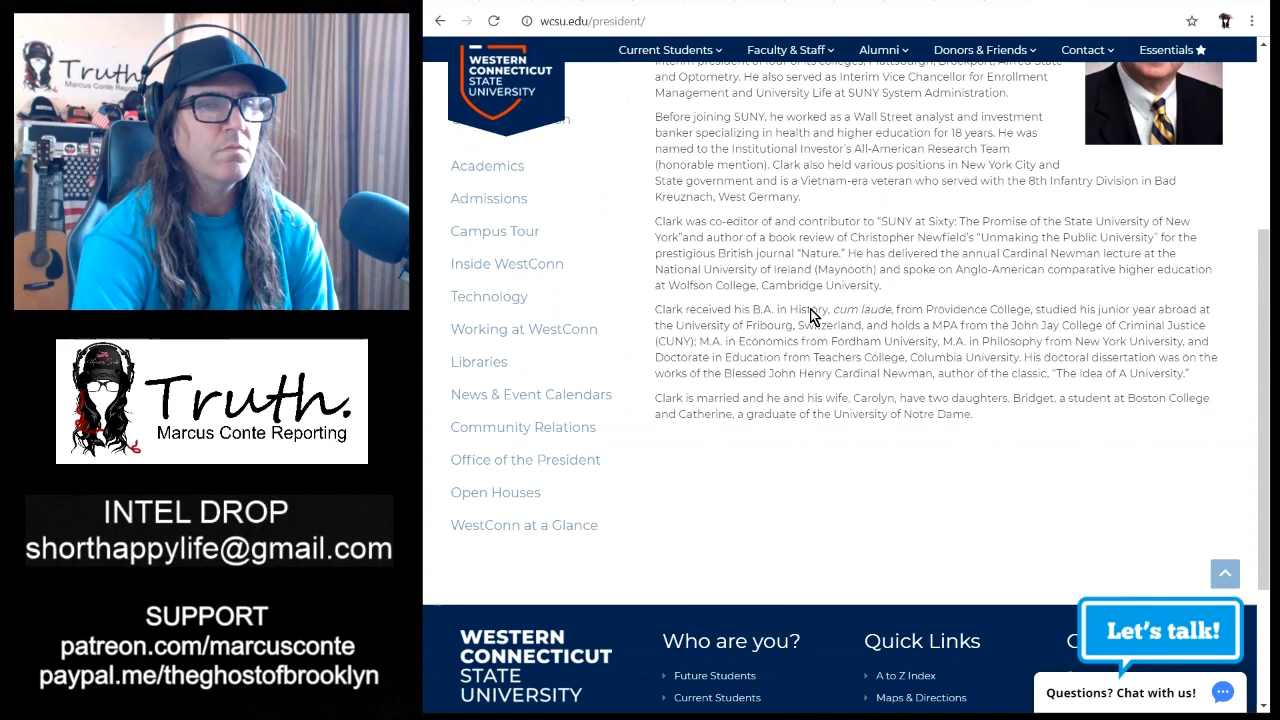 Truth.
Marcus Conte Reporting
Truth.
Marcus Conte Reporting
INTEL DROP
shorthappylife@gmail.com
SUPPORT
patreon.com/marcusconte
paypal.me/theghostofbrooklyn
wcsu.edu/president/
Current Students
Faculty & Staff
Alumni
Donors & Friends
Contact
Essentials
WESTERN
CONNECTICUT
STATE
UNIVERSITY
Academics
Admissions
Campus Tour
Inside WestConn
Technology
Working at WestConn
Libraries
News & Event Calendars
Community Relations
Office of the President
Open Houses
WestConn at a Glance
interim president of four of its colleges, Plattsburgh, Brockport, Alfred State
and Optometry. He also served as Interim Vice Chancellor for Enrollment
Management and University Life at SUNY System Administration.
Before joining SUNY, he worked as a Wall Street analyst and investment
banker specializing in health and higher education for 18 years. He was
named to the Institutional Investor's All-American Research Team
(honorable mention). Clark also held various positions in New York City and
State government and is a Vietnam-era veteran who served with the 8th Infantry Division in Bad
Kreuznach, West Germany.
Clark was co-editor of and contributor to "SUNY at Sixty: The Promise of the State University of New
York"and author of a book review of Christopher Newfield's "Unmaking the Public University" for the
prestigious British journal "Nature." He has delivered the annual Cardinal Newman lecture at the
National University of Ireland (Maynooth) and spoke on Anglo-American comparative higher education
at Wolfson College, Cambridge University.
Clark received his B.A. in History, cum laude, from Providence College, studied his junior year abroad at
the University of Fribourg, Switzerland, and holds a MPA from the John Jay College of Criminal Justice
(CUNY); M.A. in Economics from Fordham University, M.A. in Philosophy from New York University, and
Doctorate in Education from Teachers College, Columbia University. His doctoral dissertation was on the
works of the Blessed John Henry Cardinal Newman, author of the classic, "The Idea of A University."
Clark is married and he and his wife, Carolyn, have two daughters, Bridget, a student at Boston College
and Catherine, a graduate of the University of Notre Dame.
WESTERN
CONNECTICUT
STATE
UNIVERSITY
Who are you?
Future Students
Current Students
Quick Links
A to Z Index
Maps & Directions
Let's talk!
Questions? Chat with us!